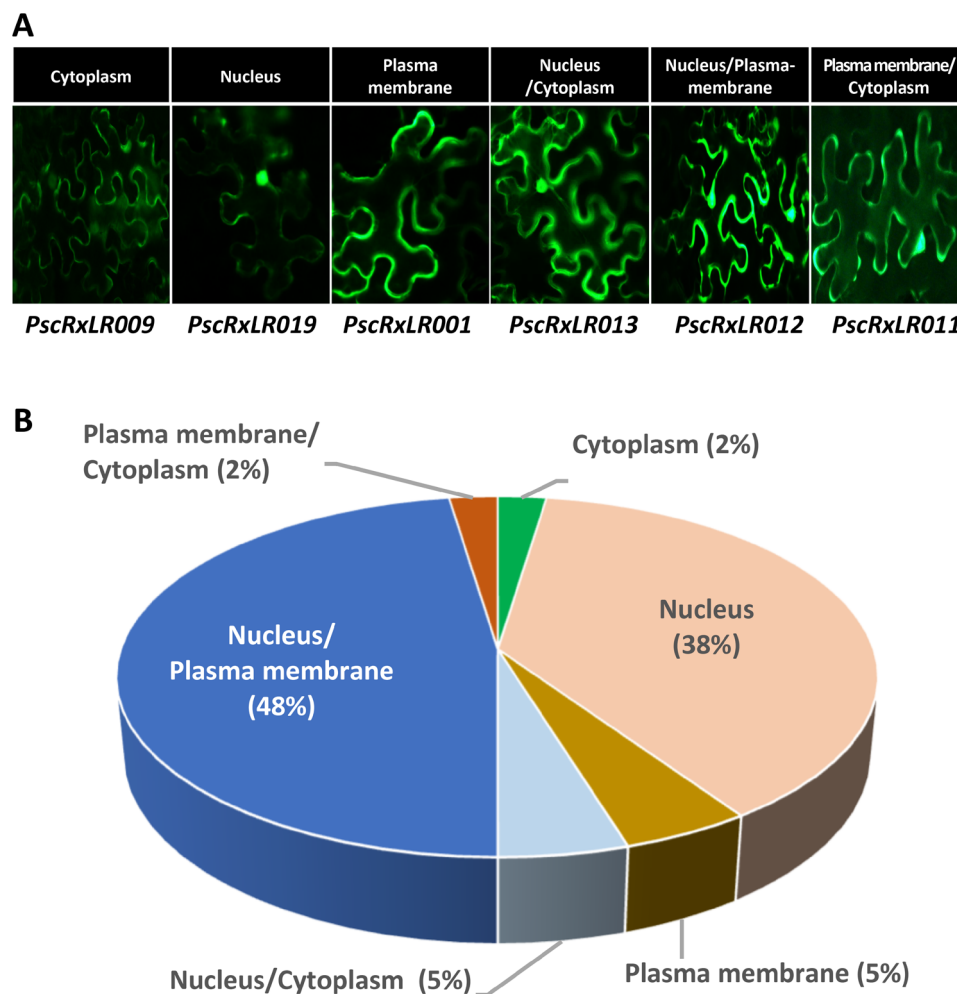 A
Cytoplasm
Nucleus
Plasma
membrane
Nucleus
/Cytoplasm
Nucleus/Plasma-
membrane
Plasma membrane/
Cytoplasm
PscRxLR009
PscRxLR019
PscRxLR001
PscRxLR013
PscRxLR012
PscRxLR011
B
Plasma membrane/
Cytoplasm (2%)
Cytoplasm (2%)
Nucleus
(38%)
Nucleus/
Plasma membrane
(48%)
Nucleus/Cytoplasm (5%)
Plasma membrane (5%)